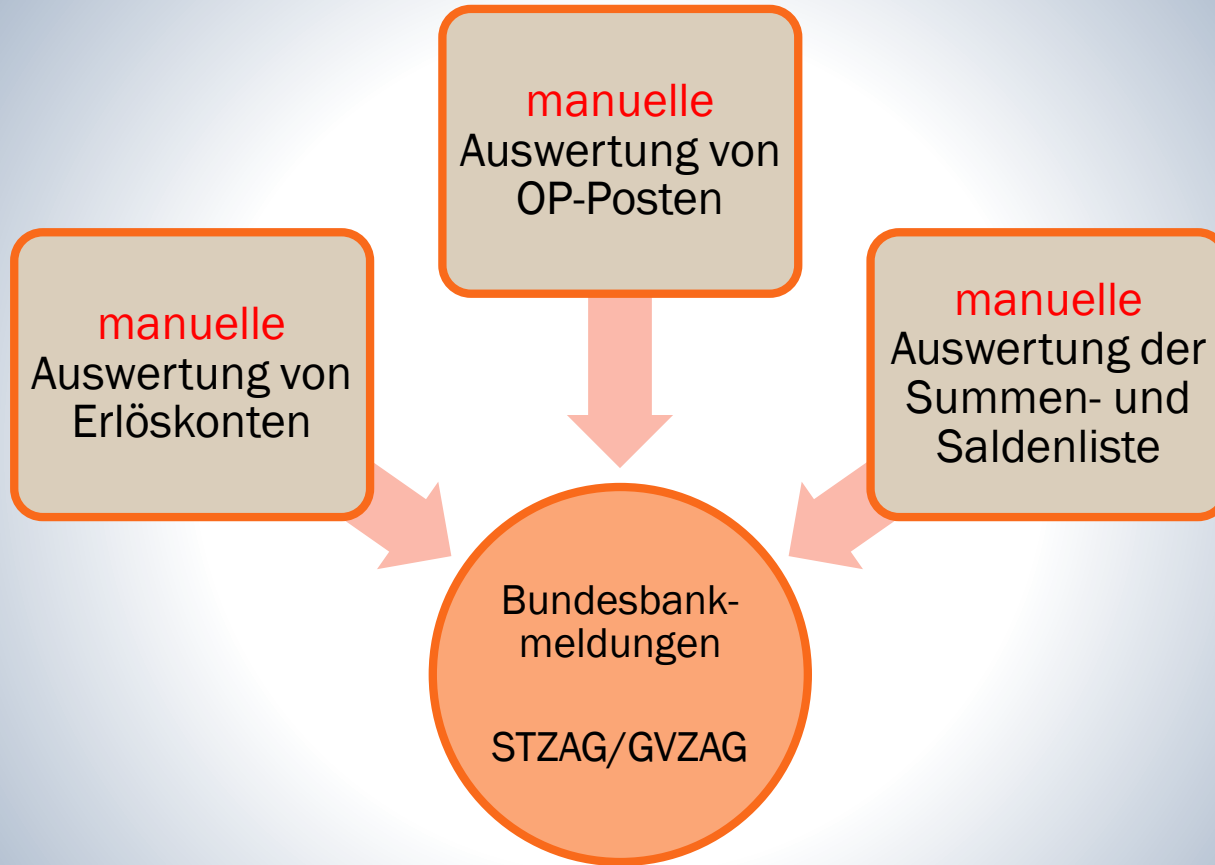 manuelle
Auswertung von
OP-Posten
manuelle
Auswertung von
Erlöskonten
manuelle
Auswertung der
Summen- und
Saldenliste
Bundesbank-
meldungen
STZAG/GVZAG